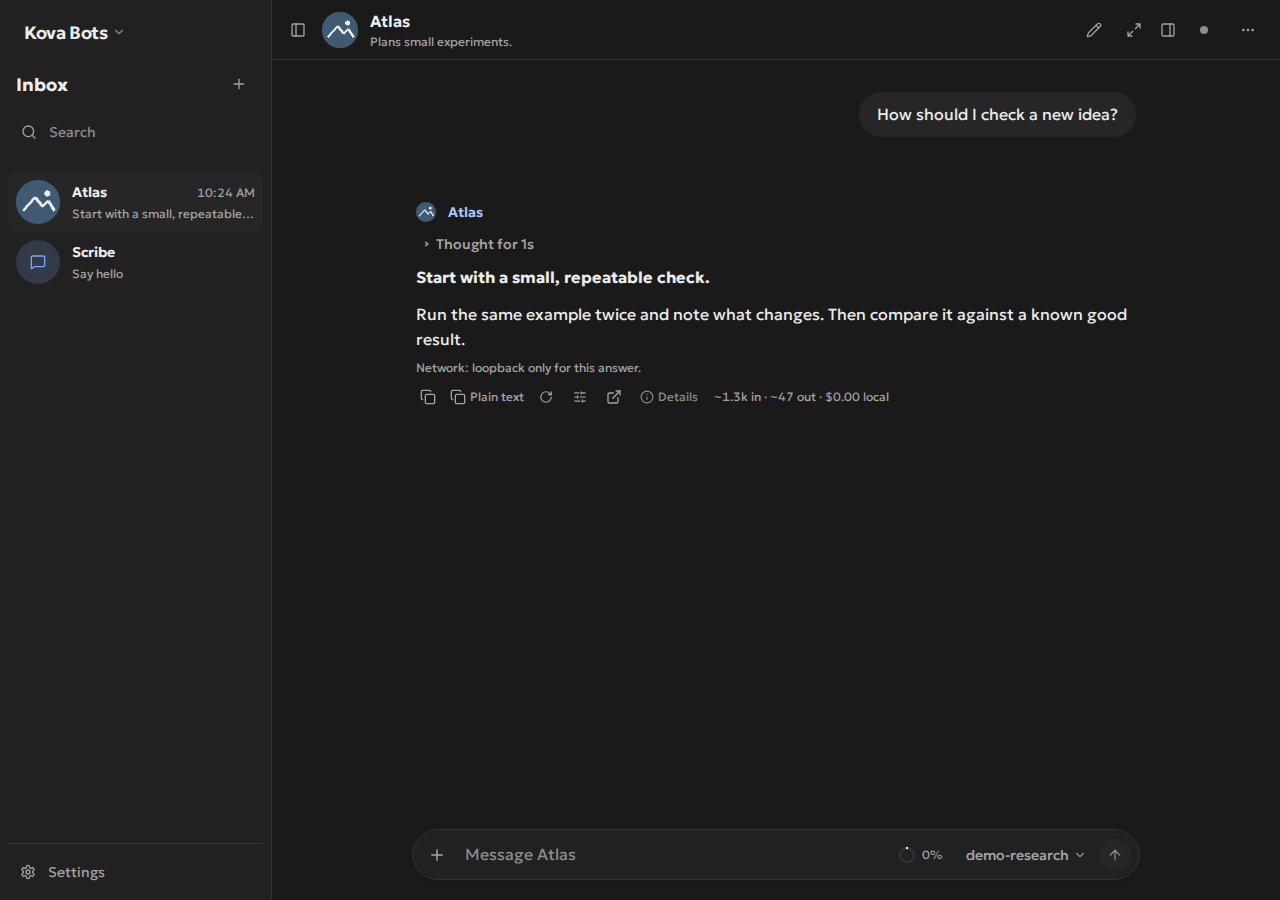 Kova Bots
Inbox
Search
Atlas 10:24 AM
Start with a small, repeatable...
Scribe
Say hello
Settings
Atlas
Plans small experiments.
How should I check a new idea?
Atlas
Thought for 1s
Start with a small, repeatable check.
Run the same example twice and note what changes. Then compare it against a known good
result.
Network: loopback only for this answer.
Plain text Details ~1.3k in · ~47 out · $0.00 local
Message Atlas 0% demo-research